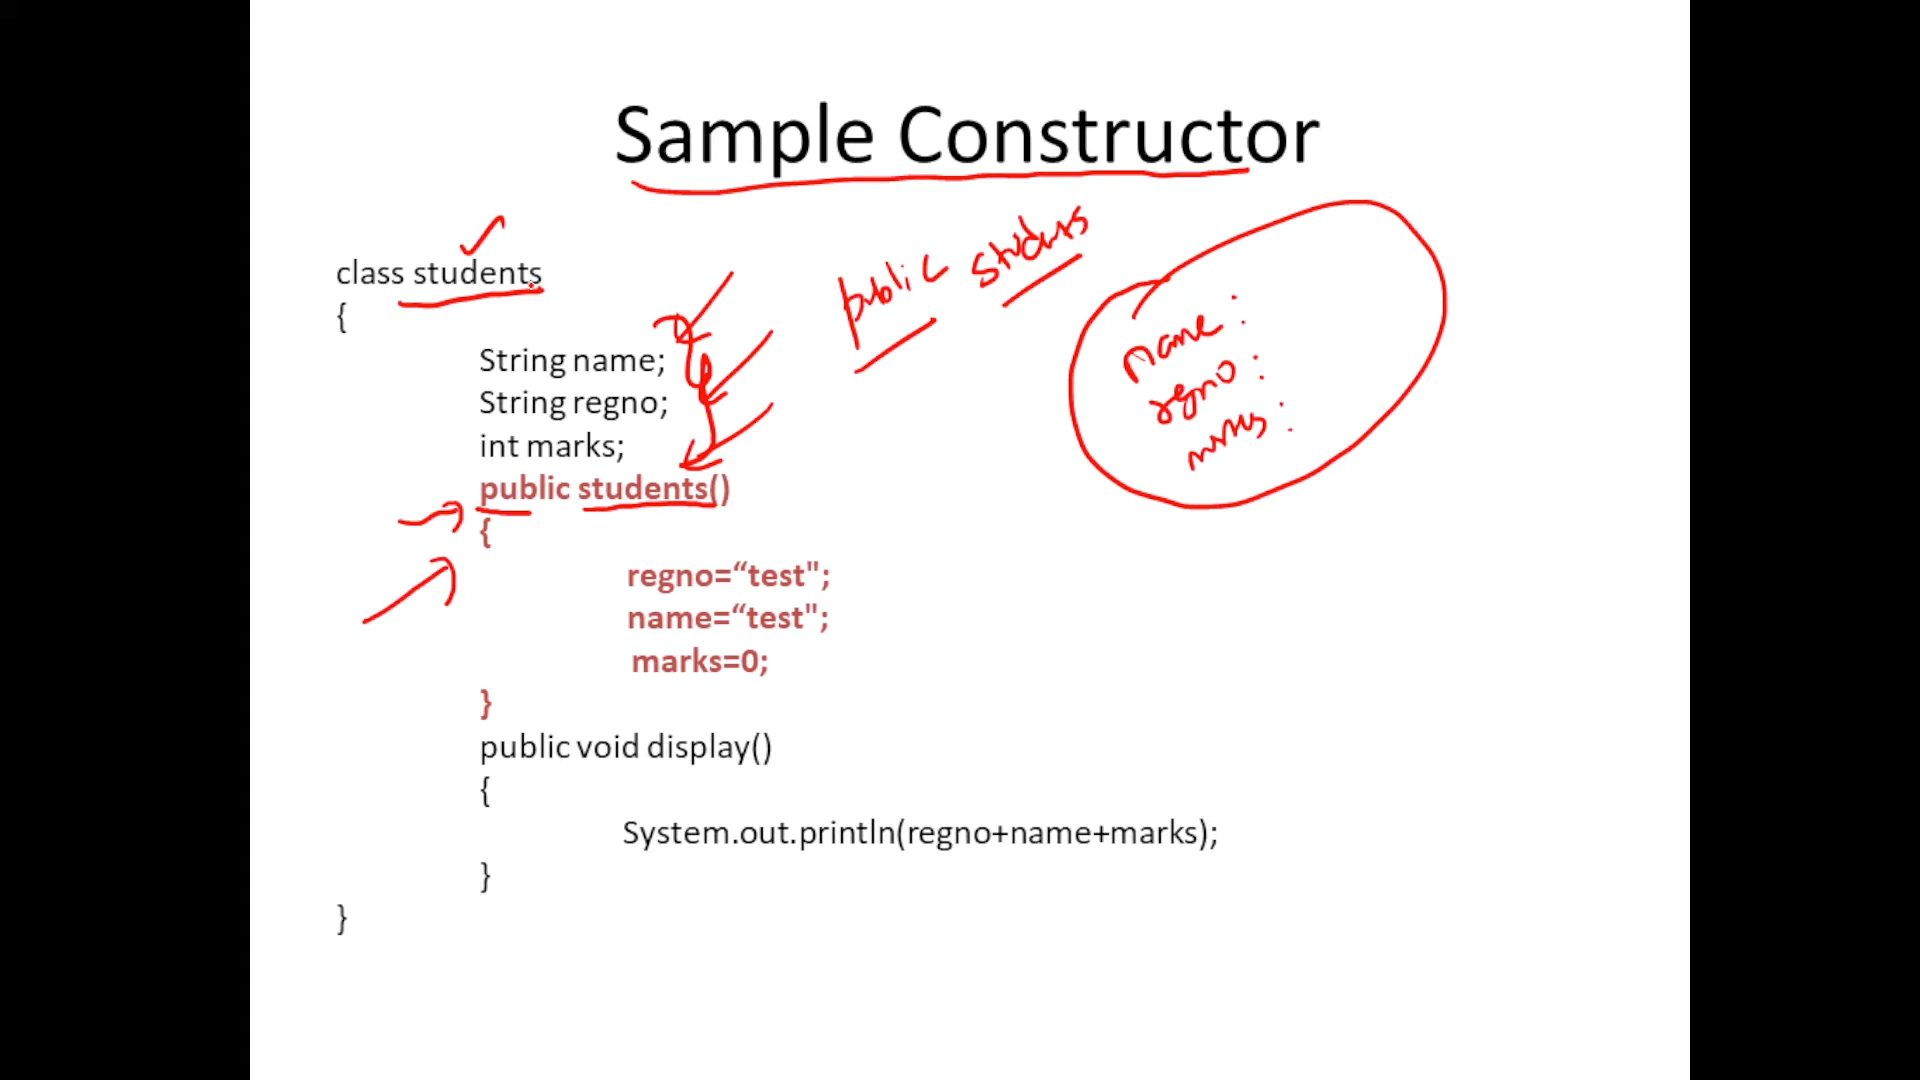 Sample Constructor
class students
{
String name;
String regno;
int marks;
public students()
{
regno=“test";
name=“test";
marks=0;
}
public void display()
{
System.out.println(regno+name+marks);
}
}
public students
name :
regno :
marks :